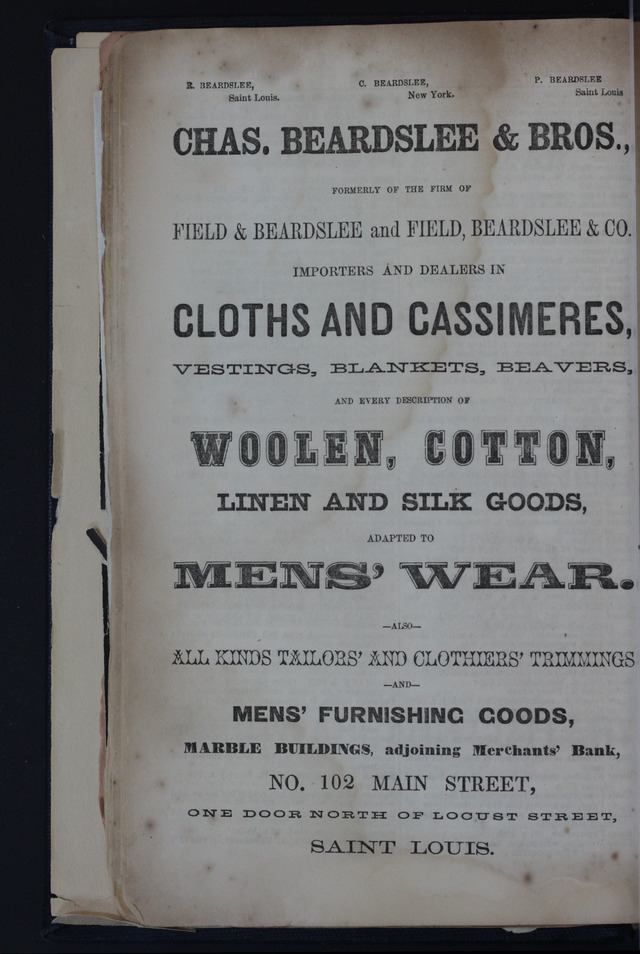 R. BEARDSLEE, C. BEARDSLEE, P. BEARDSLEE
Saint Louis. New York. Saint Louis
CHAS. BEARDSLEE & BROS.,
FORMERLY OF THE FIRM OF
FIELD & BEARDSLEE and FIELD, BEARDSLEE & CO.
IMPORTERS AND DEALERS IN
CLOTHS AND CASSIMERES,
VESTINGS, BLANKETS, BEAVERS,
AND EVERY DESCRIPTION OF
WOOLEN, COTTON,
LINEN AND SILK GOODS,
ADAPTED TO
MENS' WEAR.
—ALSO—
ALL KINDS TAILORS' AND CLOTHIERS' TRIMMINGS
—AND—
MENS' FURNISHING GOODS,
MARBLE BUILDINGS, adjoining Merchants' Bank,
NO. 102 MAIN STREET,
ONE DOOR NORTH OF LOCUST STREET,
SAINT LOUIS.